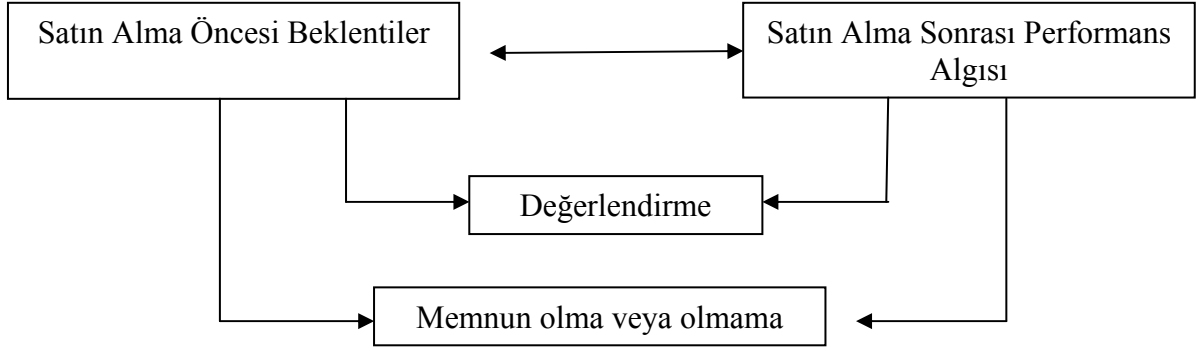 Satın Alma Öncesi Beklentiler
Satın Alma Sonrası Performans
Algısı
Değerlendirme
Memnun olma veya olmama